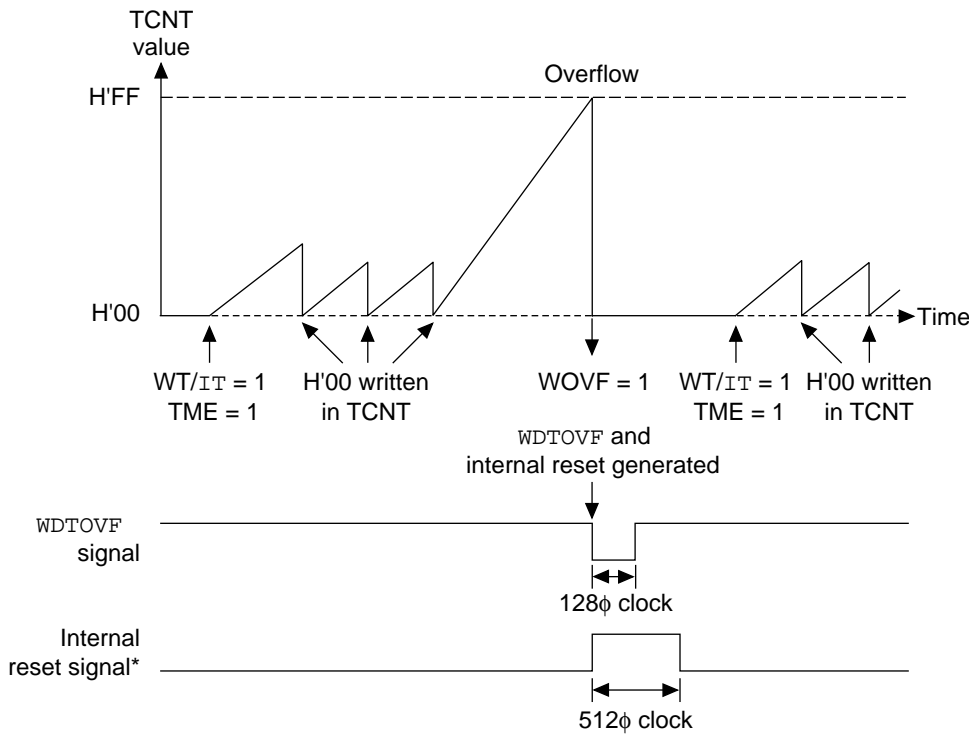 TCNT
value
Overflow
H'FF
H'00
Time
WT/IT = 1
TME = 1
H'00 written
in TCNT
WOVF = 1
WT/IT = 1
TME = 1
H'00 written
in TCNT
WDTOVF and
internal reset generated
WDTOVF
signal
128ϕ clock
Internal
reset signal*
512ϕ clock